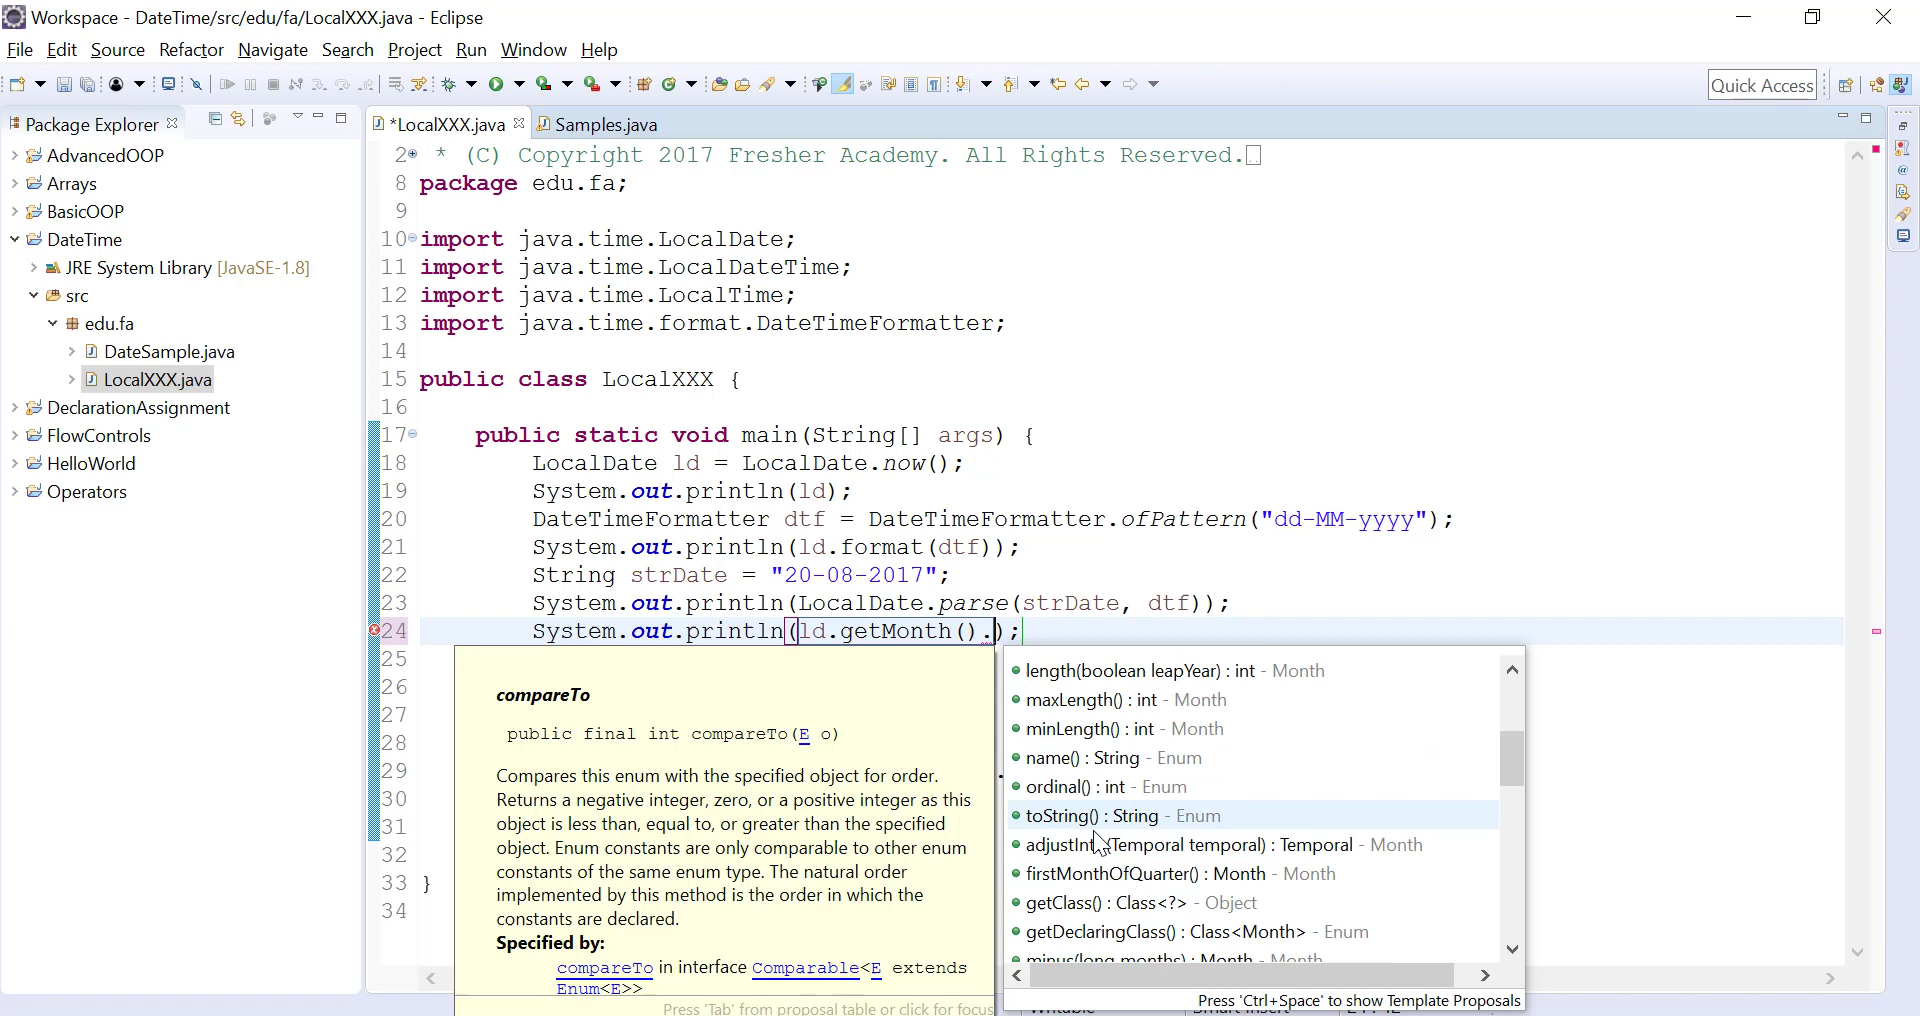 Workspace - DateTime/src/edu/fa/LocalXXX.java - Eclipse
File Edit Source Refactor Navigate Search Project Run Window Help
Quick Access
Package Explorer
*LocalXXX.java
Samples.java
AdvancedOOP
Arrays
BasicOOP
DateTime
JRE System Library [JavaSE-1.8]
src
edu.fa
DateSample.java
LocalXXX.java
DeclarationAssignment
FlowControls
HelloWorld
Operators
2 * (C) Copyright 2017 Fresher Academy. All Rights Reserved.
8 package edu.fa;
9
10 import java.time.LocalDate;
11 import java.time.LocalDateTime;
12 import java.time.LocalTime;
13 import java.time.format.DateTimeFormatter;
14
15 public class LocalXXX {
16
17 public static void main(String[] args) {
18 LocalDate ld = LocalDate.now();
19 System.out.println(ld);
20 DateTimeFormatter dtf = DateTimeFormatter.ofPattern("dd-MM-yyyy");
21 System.out.println(ld.format(dtf));
22 String strDate = "20-08-2017";
23 System.out.println(LocalDate.parse(strDate, dtf));
24 System.out.println(ld.getMonth().);
25
26
27
28
29
30
31
32
33 }
34
compareTo
public final int compareTo(E o)
Compares this enum with the specified object for order.
Returns a negative integer, zero, or a positive integer as this
object is less than, equal to, or greater than the specified
object. Enum constants are only comparable to other enum
constants of the same enum type. The natural order
implemented by this method is the order in which the
constants are declared.
Specified by:
compareTo in interface Comparable<E extends
Enum<E>>
Press 'Tab' from proposal table or click for focus
length(boolean leapYear) : int - Month
maxLength() : int - Month
minLength() : int - Month
name() : String - Enum
ordinal() : int - Enum
toString() : String - Enum
adjustInt (Temporal temporal) : Temporal - Month
firstMonthOfQuarter() : Month - Month
getClass() : Class<?> - Object
getDeclaringClass() : Class<Month> - Enum
minus(long months) : Month - Month
Press 'Ctrl+Space' to show Template Proposals